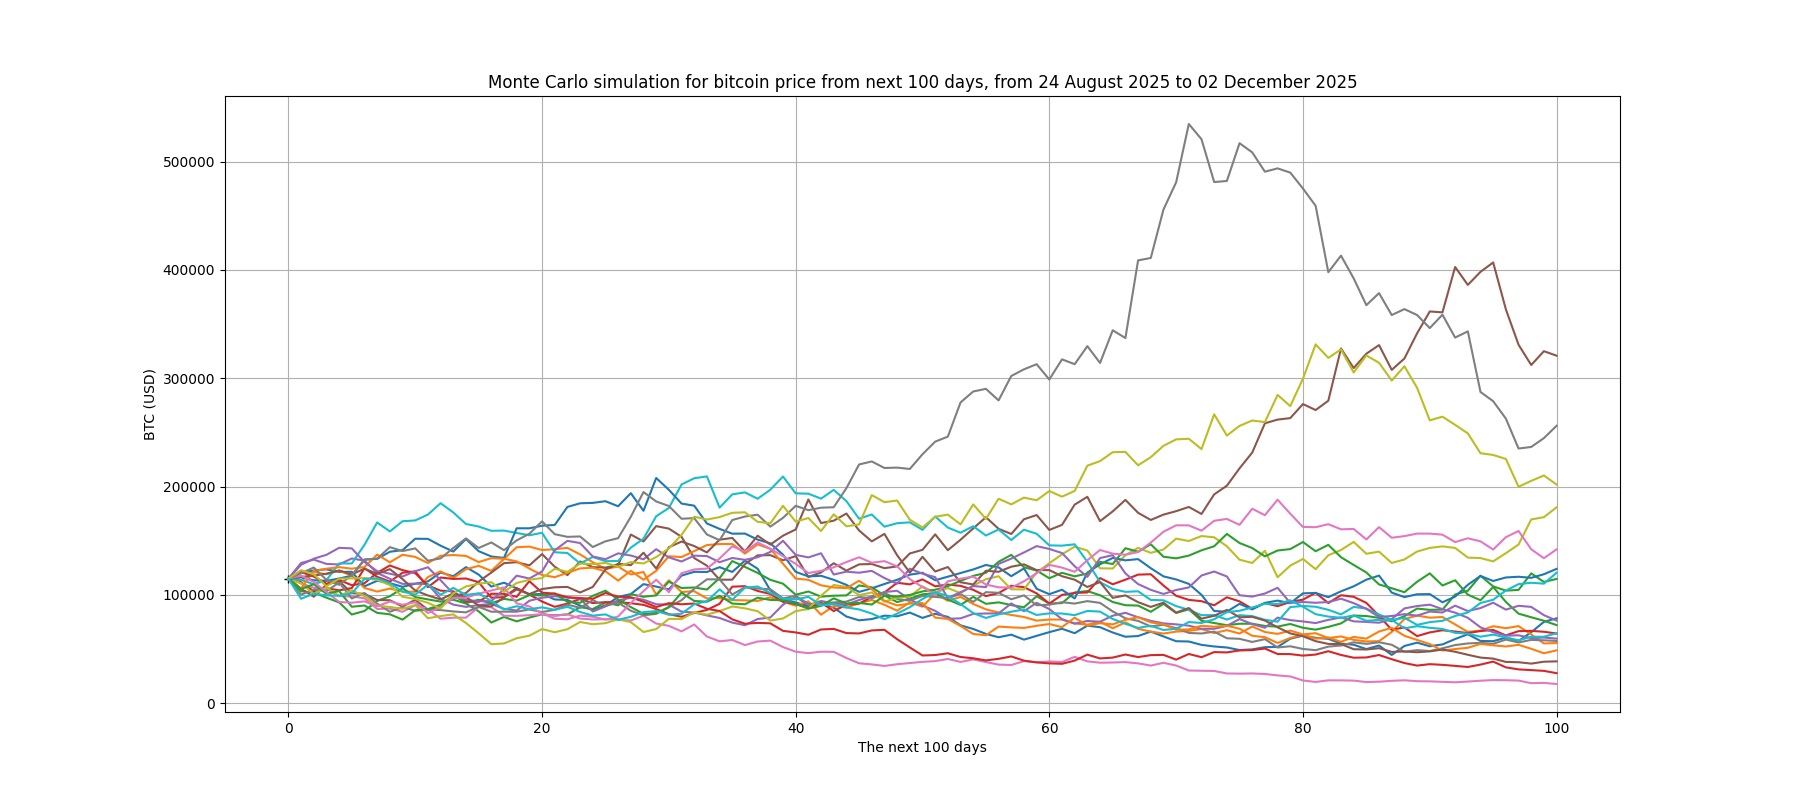 Monte Carlo simulation for bitcoin price from next 100 days, from 24 August 2025 to 02 December 2025
500000
400000
300000
200000
100000
0
BTC (USD)
0 20 40 60 80 100
The next 100 days